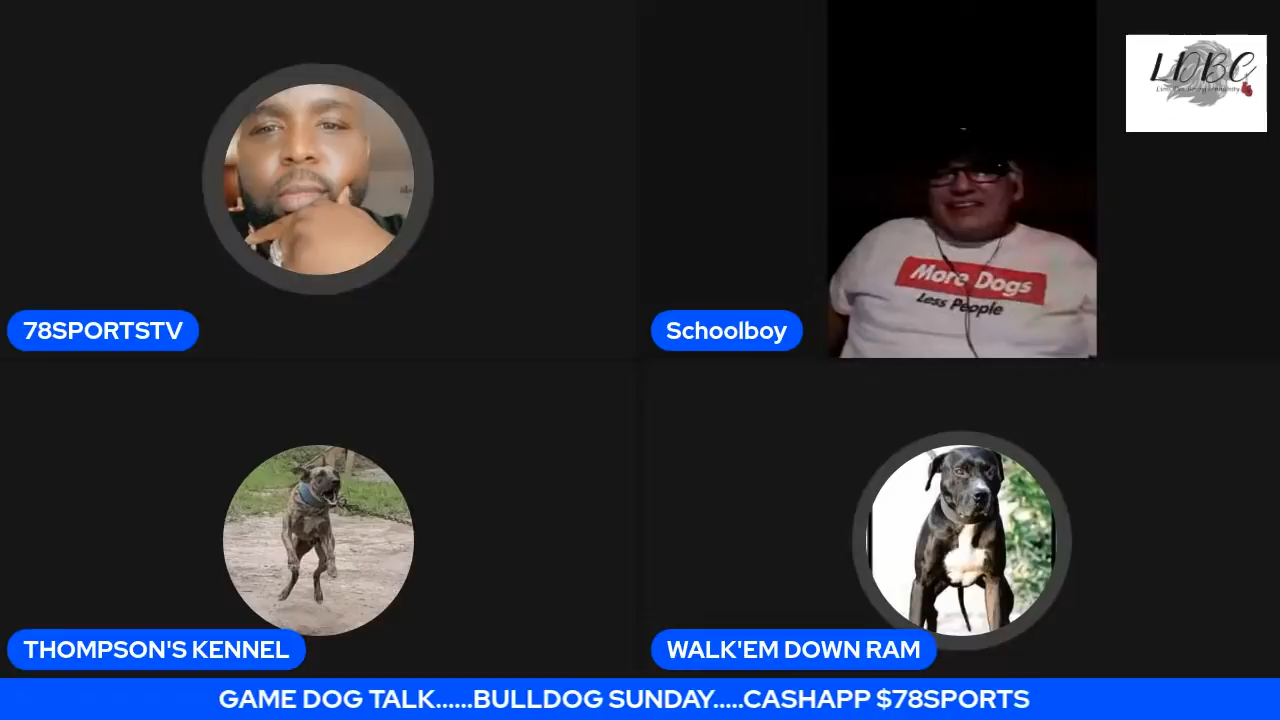 LDBC
78SPORTSTV
More Dogs
Less People
Schoolboy
THOMPSON'S KENNEL
WALK'EM DOWN RAM
GAME DOG TALK......BULLDOG SUNDAY.....CASHAPP $78SPORTS